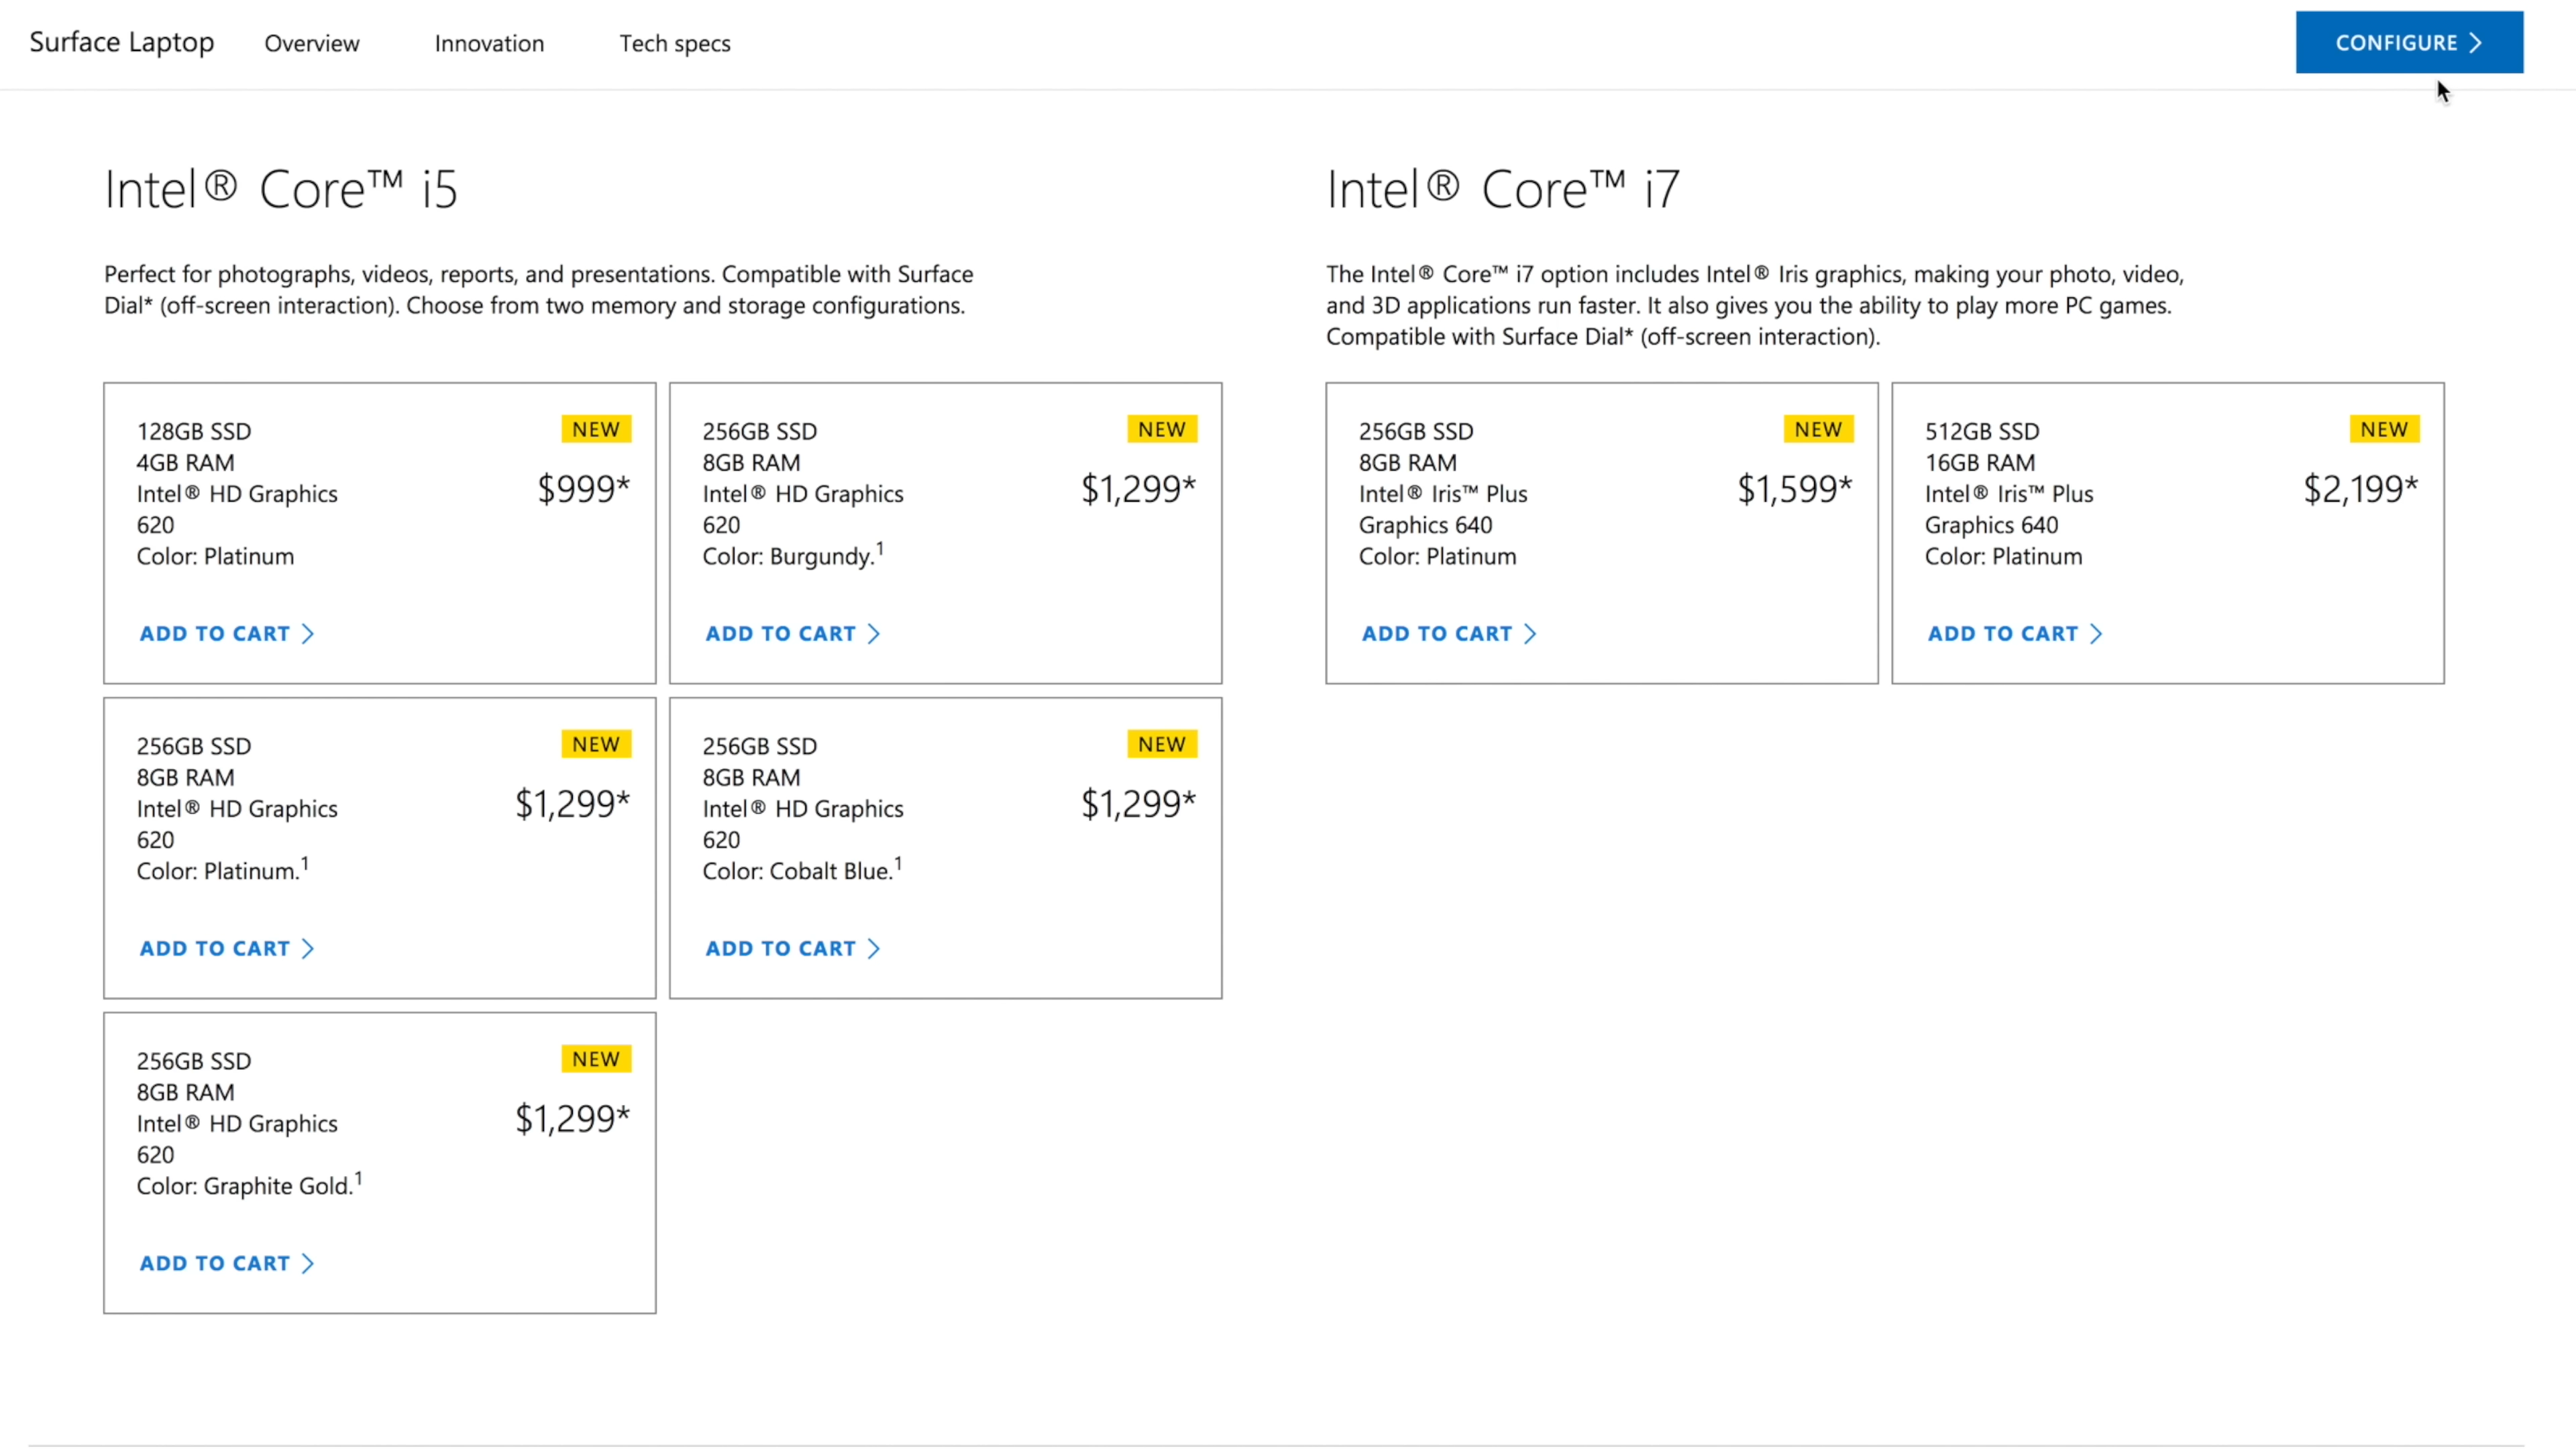 Surface Laptop Overview Innovation Tech specs CONFIGURE
Intel® Core™ i5
Perfect for photographs, videos, reports, and presentations. Compatible with Surface
Dial* (off-screen interaction). Choose from two memory and storage configurations.
128GB SSD
4GB RAM
Intel® HD Graphics
620
Color: Platinum
NEW
$999*
ADD TO CART
256GB SSD
8GB RAM
Intel® HD Graphics
620
Color: Burgundy.1
NEW
$1,299*
ADD TO CART
256GB SSD
8GB RAM
Intel® HD Graphics
620
Color: Platinum.1
NEW
$1,299*
ADD TO CART
256GB SSD
8GB RAM
Intel® HD Graphics
620
Color: Cobalt Blue.1
NEW
$1,299*
ADD TO CART
256GB SSD
8GB RAM
Intel® HD Graphics
620
Color: Graphite Gold.1
NEW
$1,299*
ADD TO CART
Intel® Core™ i7
The Intel® Core™ i7 option includes Intel® Iris graphics, making your photo, video,
and 3D applications run faster. It also gives you the ability to play more PC games.
Compatible with Surface Dial* (off-screen interaction).
256GB SSD
8GB RAM
Intel® Iris™ Plus
Graphics 640
Color: Platinum
NEW
$1,599*
ADD TO CART
512GB SSD
16GB RAM
Intel® Iris™ Plus
Graphics 640
Color: Platinum
NEW
$2,199*
ADD TO CART